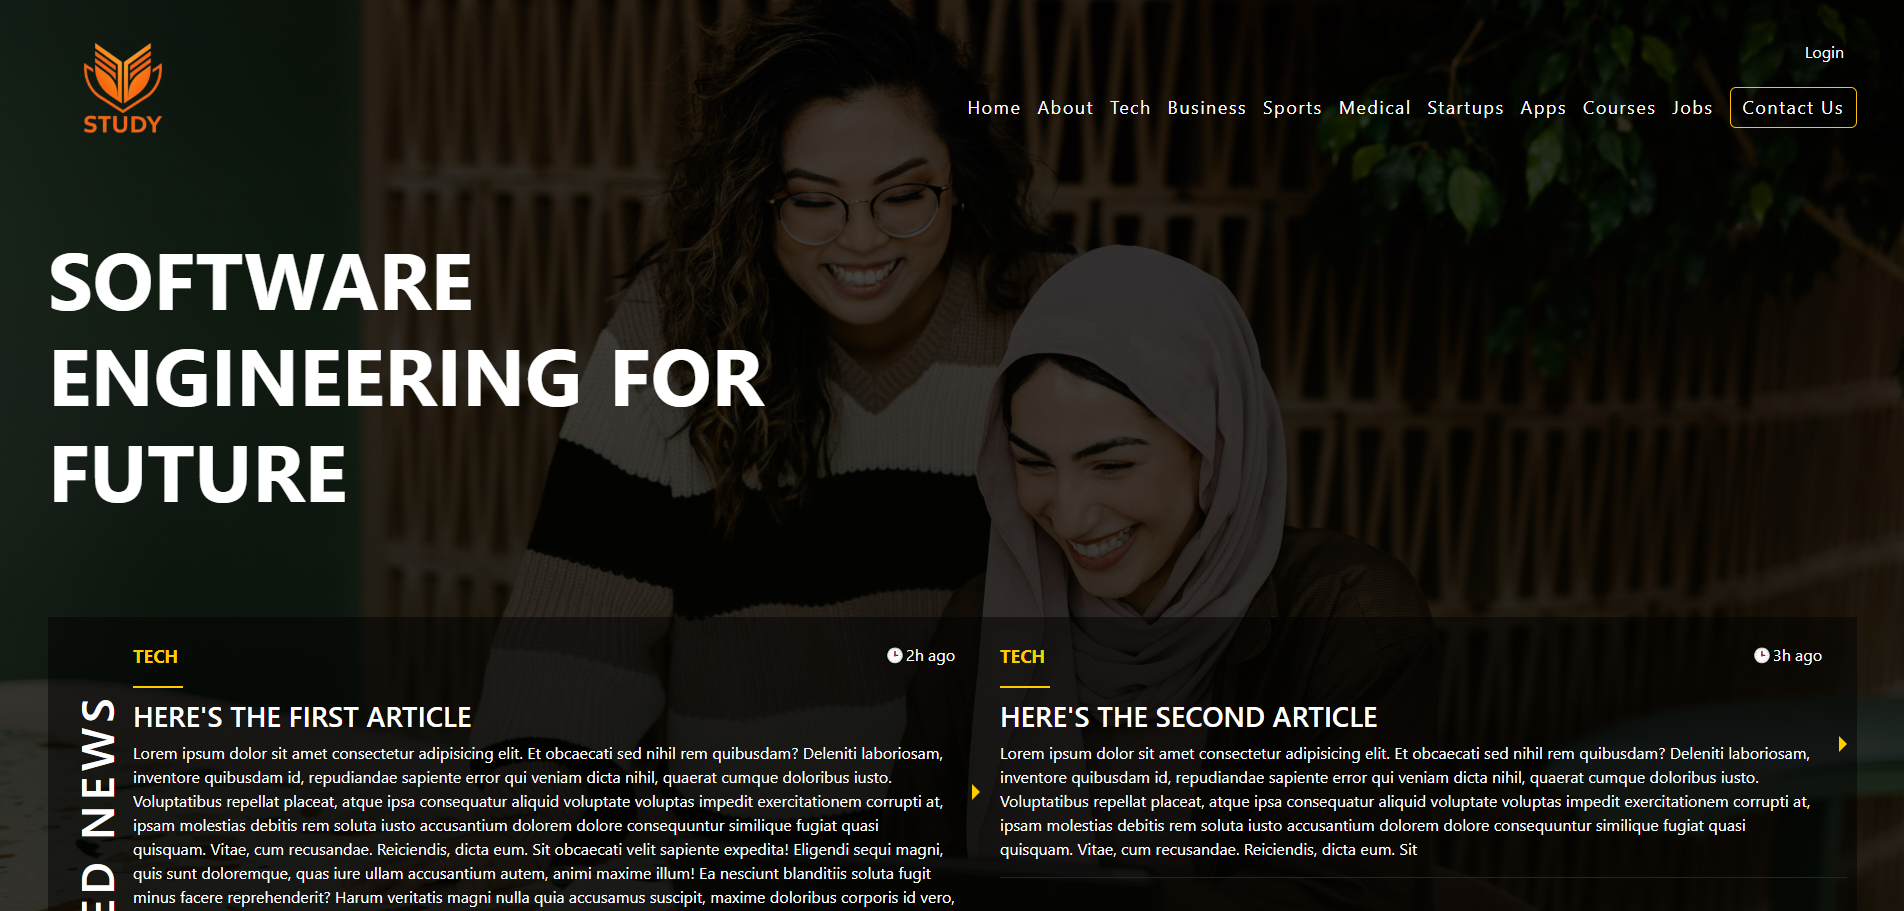 STUDY
Login
Home About Tech Business Sports Medical Startups Apps Courses Jobs Contact Us
SOFTWARE
ENGINEERING FOR
FUTURE
ED NEWS
TECH
2h ago
HERE'S THE FIRST ARTICLE
Lorem ipsum dolor sit amet consectetur adipisicing elit. Et obcaecati sed nihil rem quibusdam? Deleniti laboriosam,
inventore quibusdam id, repudiandae sapiente error qui veniam dicta nihil, quaerat cumque doloribus iusto.
Voluptatibus repellat placeat, atque ipsa consequatur aliquid voluptate voluptas impedit exercitationem corrupti at,
ipsam molestias debitis rem soluta iusto accusantium dolorem dolore consequuntur similique fugiat quasi
quisquam. Vitae, cum recusandae. Reiciendis, dicta eum. Sit obcaecati velit sapiente expedita! Eligendi sequi magni,
quis sunt doloremque, quas iure ullam accusantium autem, animi maxime illum! Ea nesciunt blanditiis soluta fugit
minus facere reprehenderit? Harum veritatis magni nulla quia accusamus suscipit, maxime doloribus corporis id vero,
TECH
3h ago
HERE'S THE SECOND ARTICLE
Lorem ipsum dolor sit amet consectetur adipisicing elit. Et obcaecati sed nihil rem quibusdam? Deleniti laboriosam,
inventore quibusdam id, repudiandae sapiente error qui veniam dicta nihil, quaerat cumque doloribus iusto.
Voluptatibus repellat placeat, atque ipsa consequatur aliquid voluptate voluptas impedit exercitationem corrupti at,
ipsam molestias debitis rem soluta iusto accusantium dolorem dolore consequuntur similique fugiat quasi
quisquam. Vitae, cum recusandae. Reiciendis, dicta eum. Sit